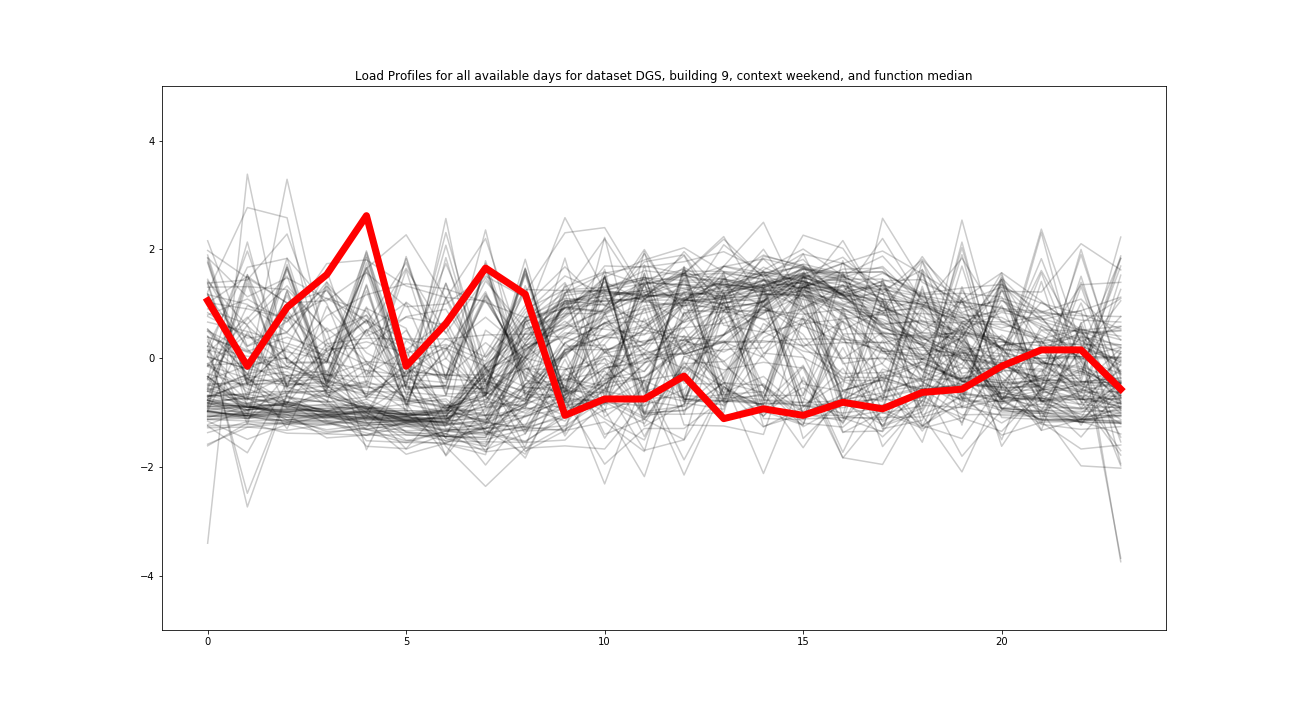 Load Profiles for all available days for dataset DGS, building 9, context weekend, and function median
4
2
0
−2
−4
0 5 10 15 20